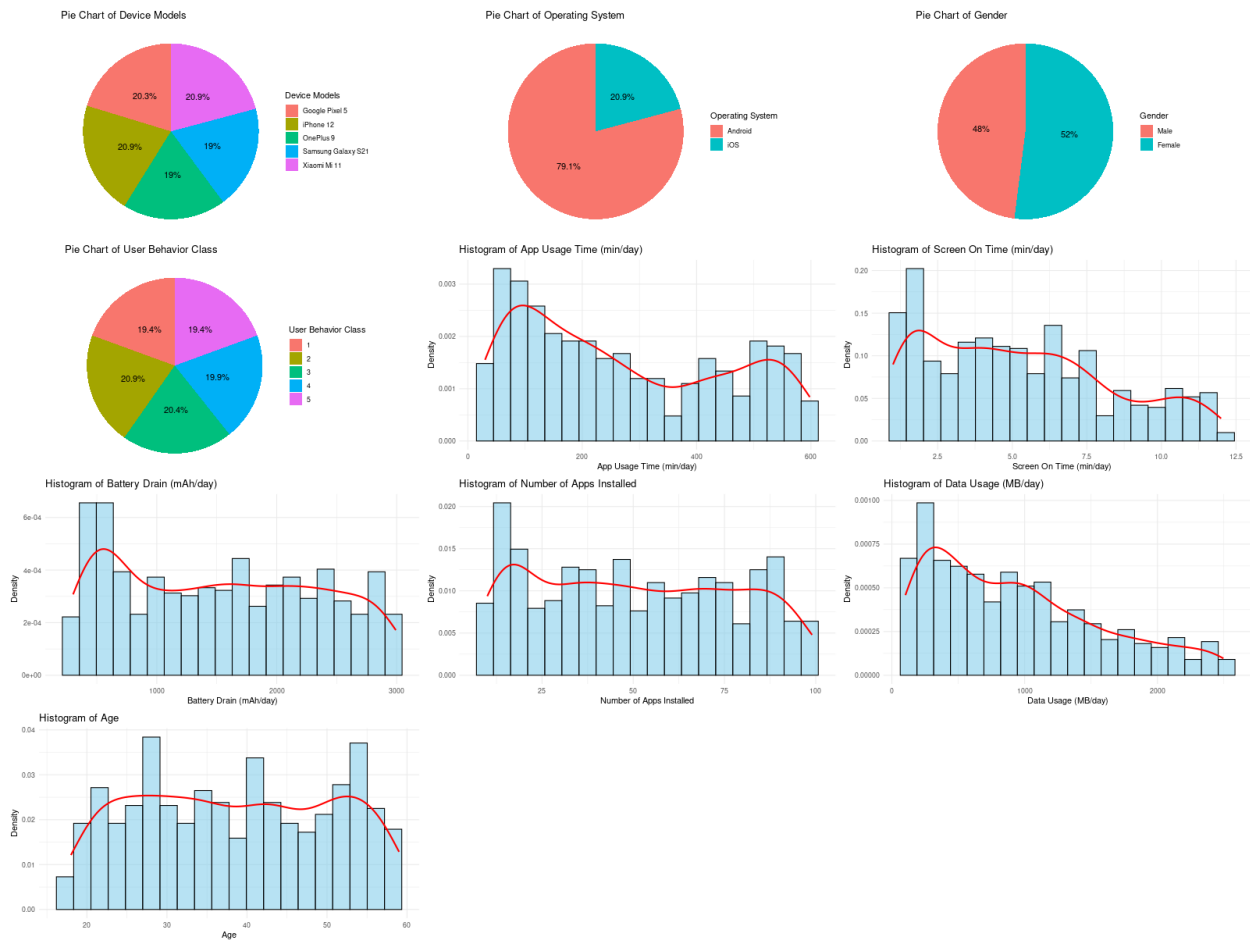 Pie Chart of Device Models
20.3%
20.9%
20.9%
19%
19%
Device Models
Google Pixel 5
iPhone 12
OnePlus 9
Samsung Galaxy S21
Xiaomi Mi 11
Pie Chart of Operating System
20.9%
79.1%
Operating System
Android
iOS
Pie Chart of Gender
48%
52%
Gender
Male
Female
Pie Chart of User Behavior Class
19.4%
19.4%
20.9%
19.9%
20.4%
User Behavior Class
1
2
3
4
5
Histogram of App Usage Time (min/day)
Density
0.003
0.002
0.001
0.000
0 200 400 600
App Usage Time (min/day)
Histogram of Screen On Time (min/day)
Density
0.20
0.15
0.10
0.05
0.00
2.5 5.0 7.5 10.0 12.5
Screen On Time (min/day)
Histogram of Battery Drain (mAh/day)
Density
6e-04
4e-04
2e-04
0e+00
1000 2000 3000
Battery Drain (mAh/day)
Histogram of Number of Apps Installed
Density
0.020
0.015
0.010
0.005
0.000
25 50 75 100
Number of Apps Installed
Histogram of Data Usage (MB/day)
Density
0.00100
0.00075
0.00050
0.00025
0.00000
0 1000 2000
Data Usage (MB/day)
Histogram of Age
Density
0.04
0.03
0.02
0.01
0.00
20 30 40 50 60
Age